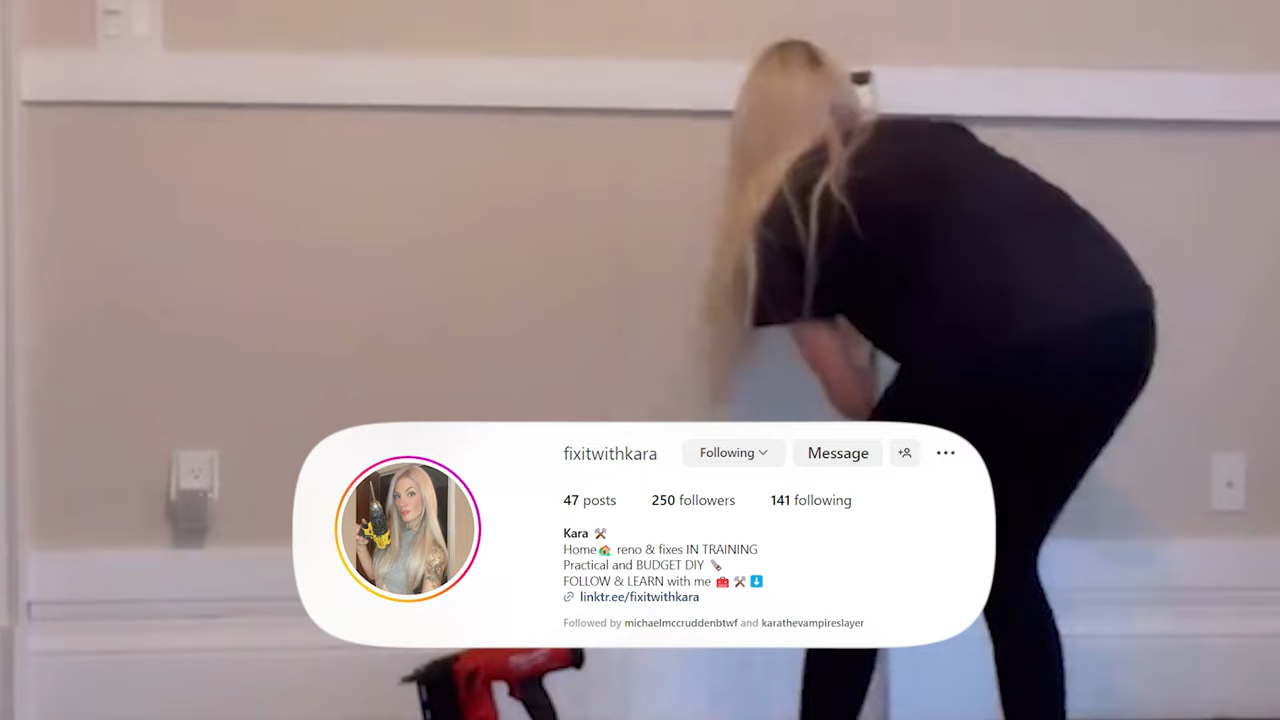 fixitwithkara Following Message
47 posts 250 followers 141 following
Kara
Home reno & fixes IN TRAINING
Practical and BUDGET DIY
FOLLOW & LEARN with me
linktr.ee/fixitwithkara
Followed by michaelmccruddenbtwf and karathevampireslayer